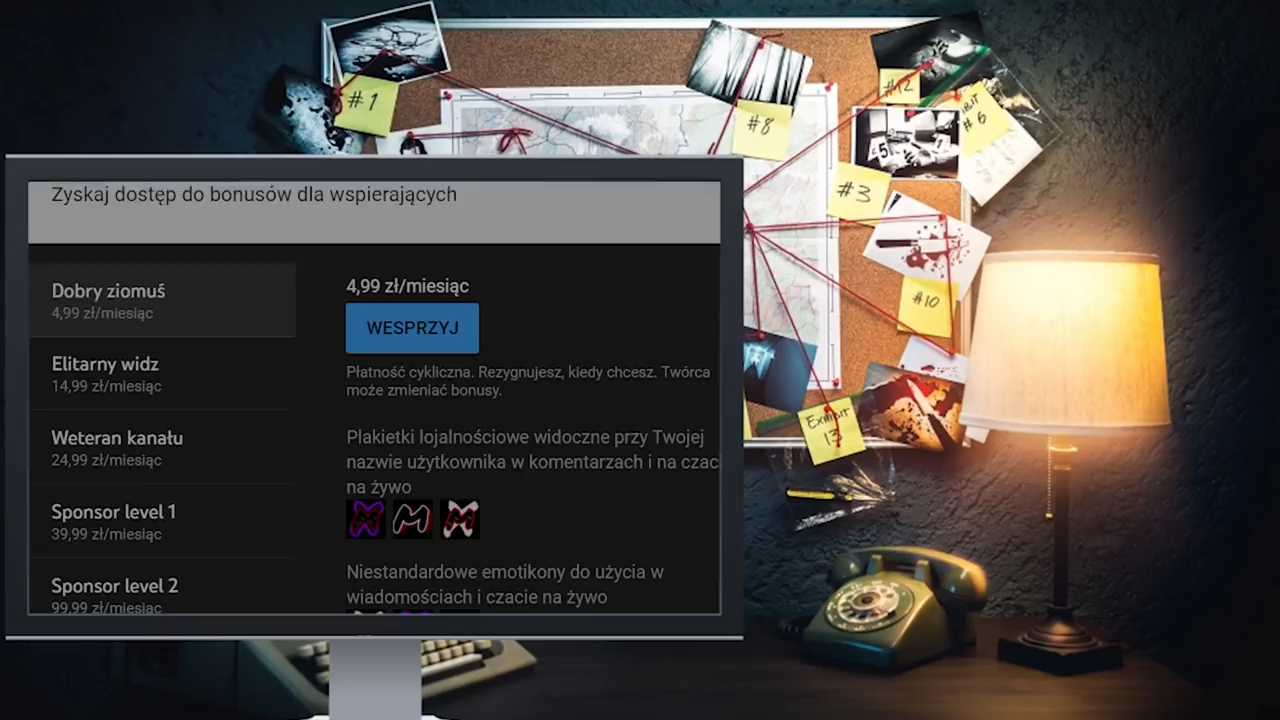 #1
#8
#12
EXHIBIT
#6
5
#3
#10
EXHIBIT
13
Zyskaj dostęp do bonusów dla wspierających
Dobry ziomuś
4,99 zł/miesiąc
Elitarny widz
14,99 zł/miesiąc
Weteran kanału
24,99 zł/miesiąc
Sponsor level 1
39,99 zł/miesiąc
Sponsor level 2
99,99 zł/miesiąc
4,99 zł/miesiąc
WESPRZYJ
Płatność cykliczna. Rezygnujesz, kiedy chcesz. Twórca
może zmieniać bonusy.
Plakietki lojalnościowe widoczne przy Twojej
nazwie użytkownika w komentarzach i na czac
na żywo
Niestandardowe emotikony do użycia w
wiadomościach i czacie na żywo